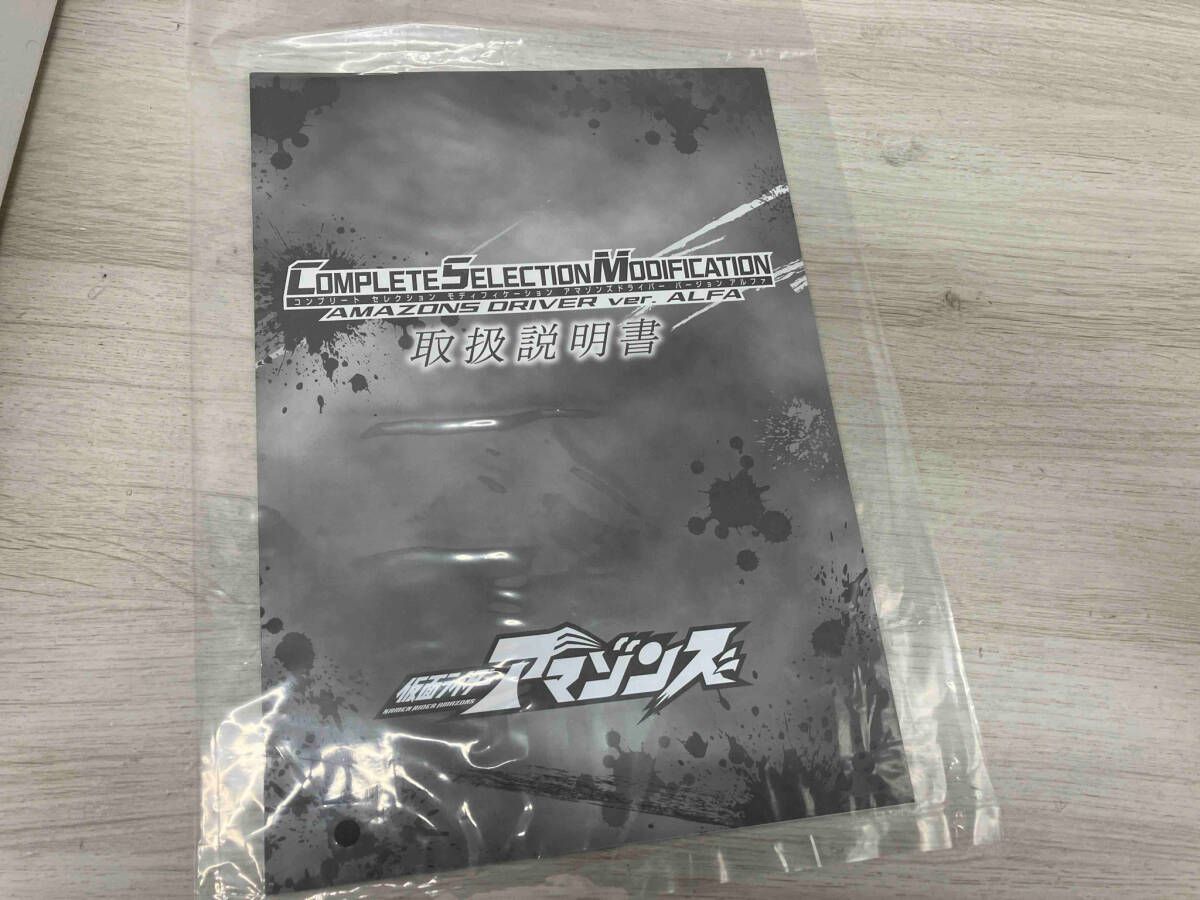 COMPLETE SELECTION MODIFICATION
コンプリート セレクション モディフィケーション アマゾンズドライバー バージョン アルファ
AMAZONS DRIVER ver. ALFA
取扱説明書
仮面ライダー アマゾンズ
KAMEN RIDER AMAZONS